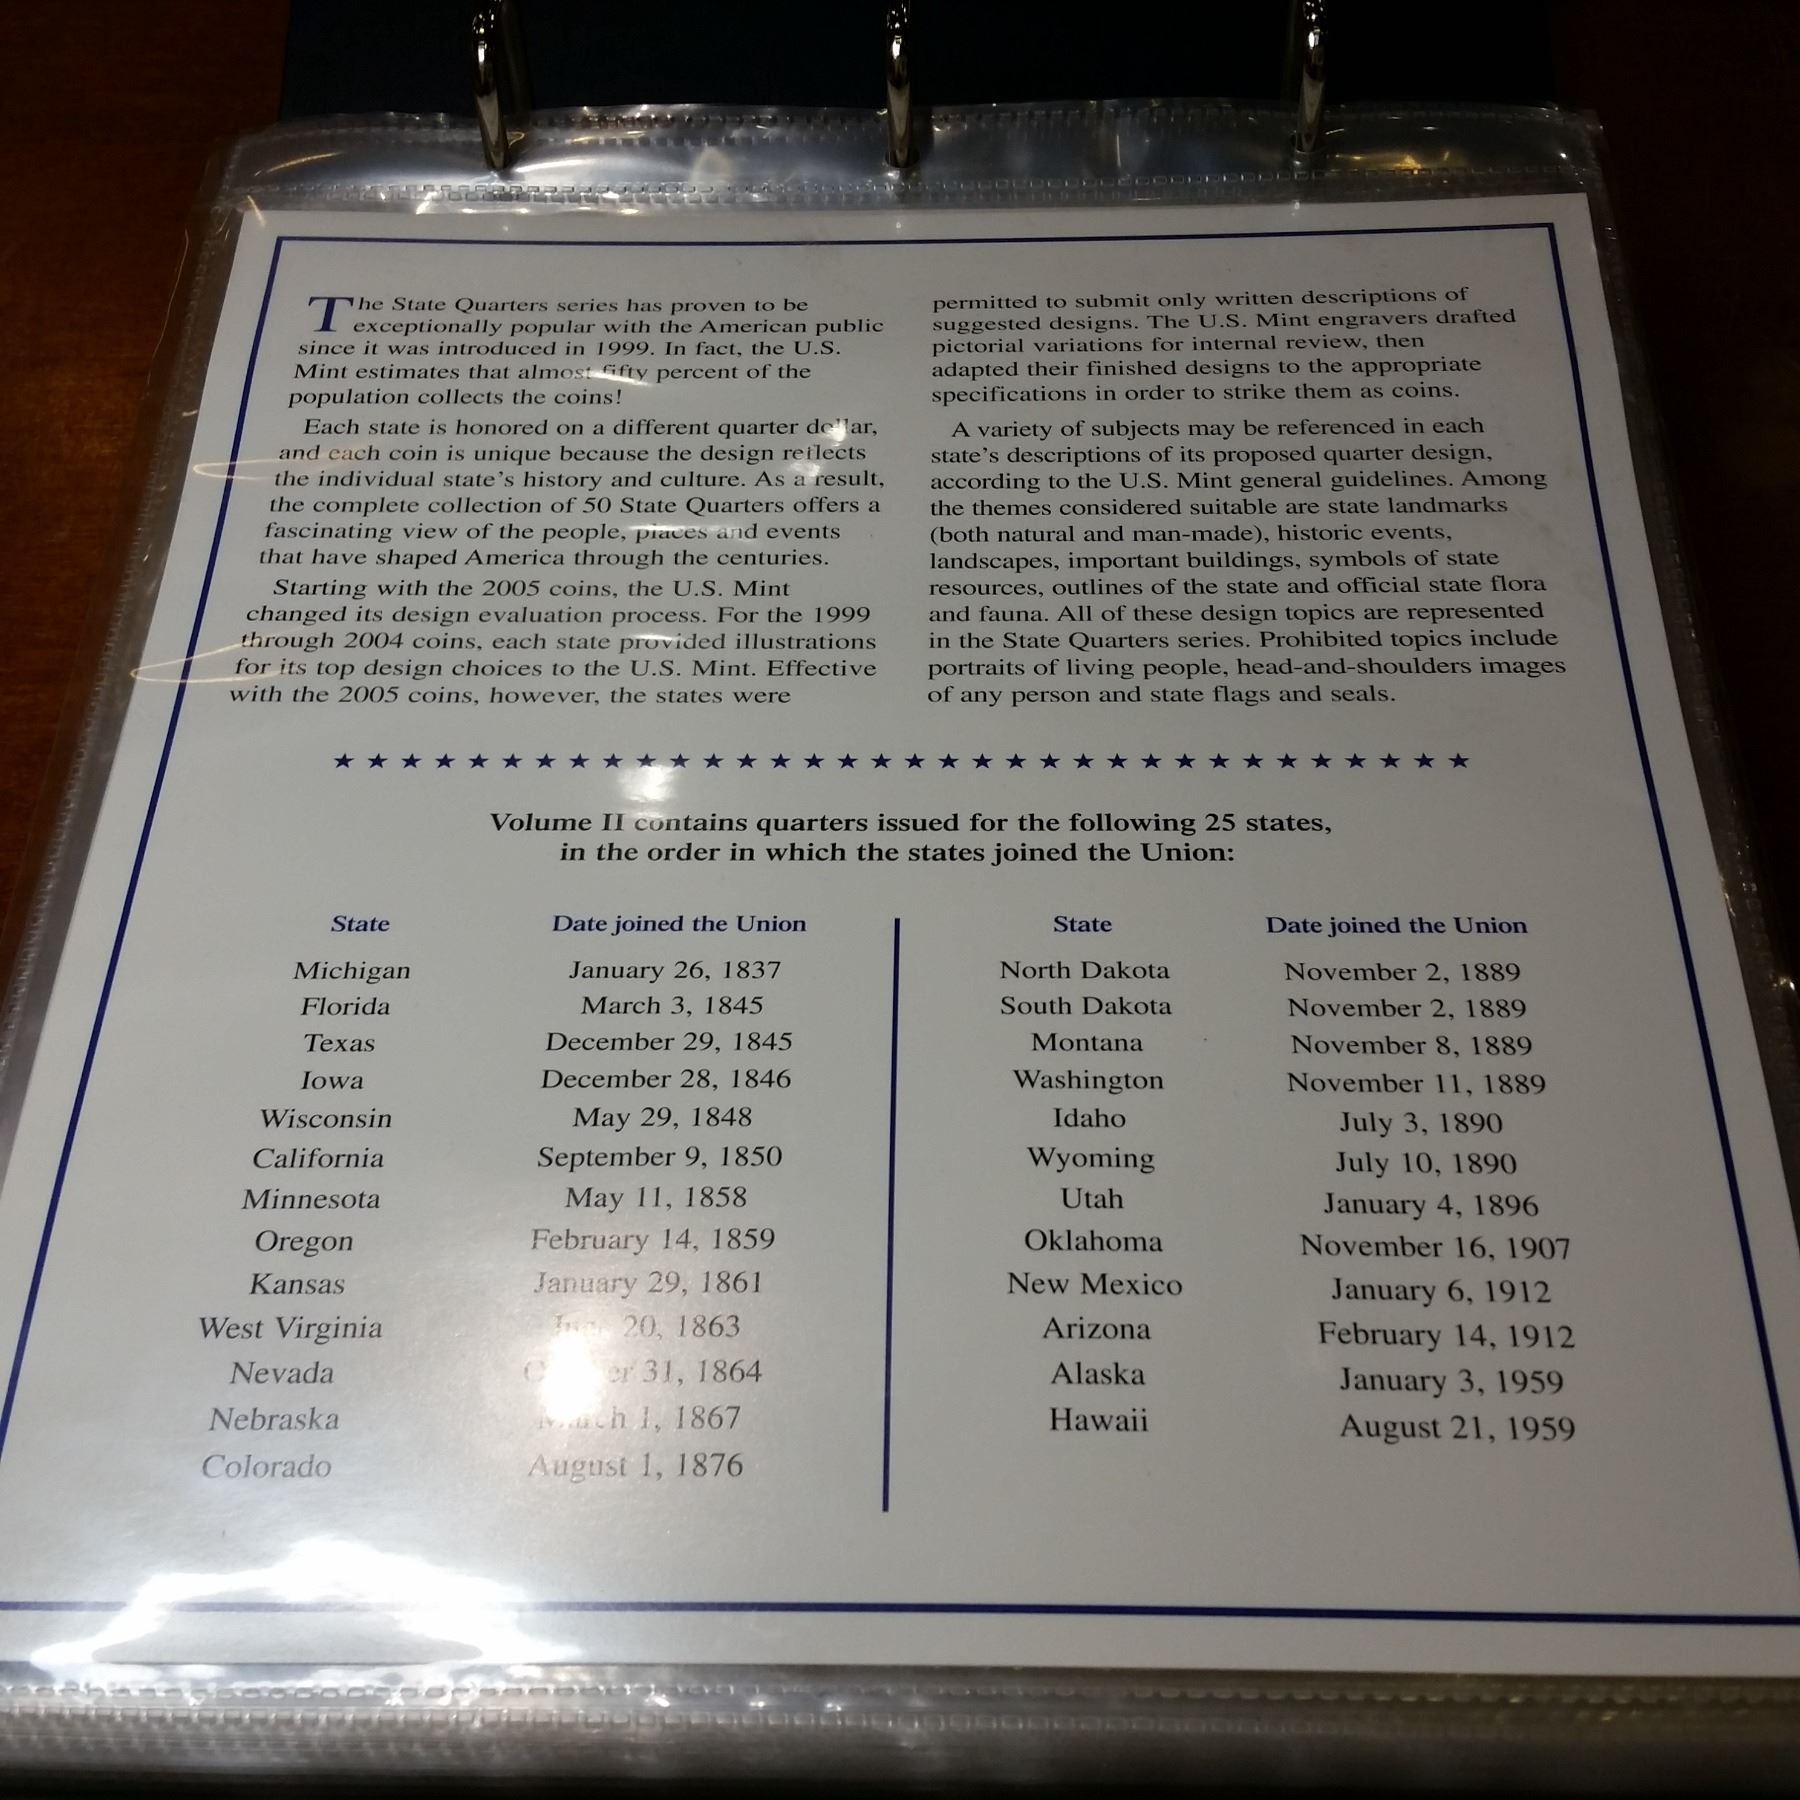 The State Quarters series has proven to be
exceptionally popular with the American public
since it was introduced in 1999. In fact, the U.S.
Mint estimates that almost fifty percent of the
population collects the coins!
Each state is honored on a different quarter dollar,
and each coin is unique because the design reflects
the individual state's history and culture. As a result,
the complete collection of 50 State Quarters offers a
fascinating view of the people, places and events
that have shaped America through the centuries.
Starting with the 2005 coins, the U.S. Mint
changed its design evaluation process. For the 1999
through 2004 coins, each state provided illustrations
for its top design choices to the U.S. Mint. Effective
with the 2005 coins, however, the states were
permitted to submit only written descriptions of
suggested designs. The U.S. Mint engravers drafted
pictorial variations for internal review, then
adapted their finished designs to the appropriate
specifications in order to strike them as coins.
A variety of subjects may be referenced in each
state's descriptions of its proposed quarter design,
according to the U.S. Mint general guidelines. Among
the themes considered suitable are state landmarks
(both natural and man-made), historic events,
landscapes, important buildings, symbols of state
resources, outlines of the state and official state flora
and fauna. All of these design topics are represented
in the State Quarters series. Prohibited topics include
portraits of living people, head-and-shoulders images
of any person and state flags and seals.
Volume II contains quarters issued for the following 25 states,
in the order in which the states joined the Union:
State Date joined the Union
Michigan January 26, 1837
Florida March 3, 1845
Texas December 29, 1845
Iowa December 28, 1846
Wisconsin May 29, 1848
California September 9, 1850
Minnesota May 11, 1858
Oregon February 14, 1859
Kansas January 29, 1861
West Virginia June 20, 1863
Nevada October 31, 1864
Nebraska March 1, 1867
Colorado August 1, 1876
State Date joined the Union
North Dakota November 2, 1889
South Dakota November 2, 1889
Montana November 8, 1889
Washington November 11, 1889
Idaho July 3, 1890
Wyoming July 10, 1890
Utah January 4, 1896
Oklahoma November 16, 1907
New Mexico January 6, 1912
Arizona February 14, 1912
Alaska January 3, 1959
Hawaii August 21, 1959